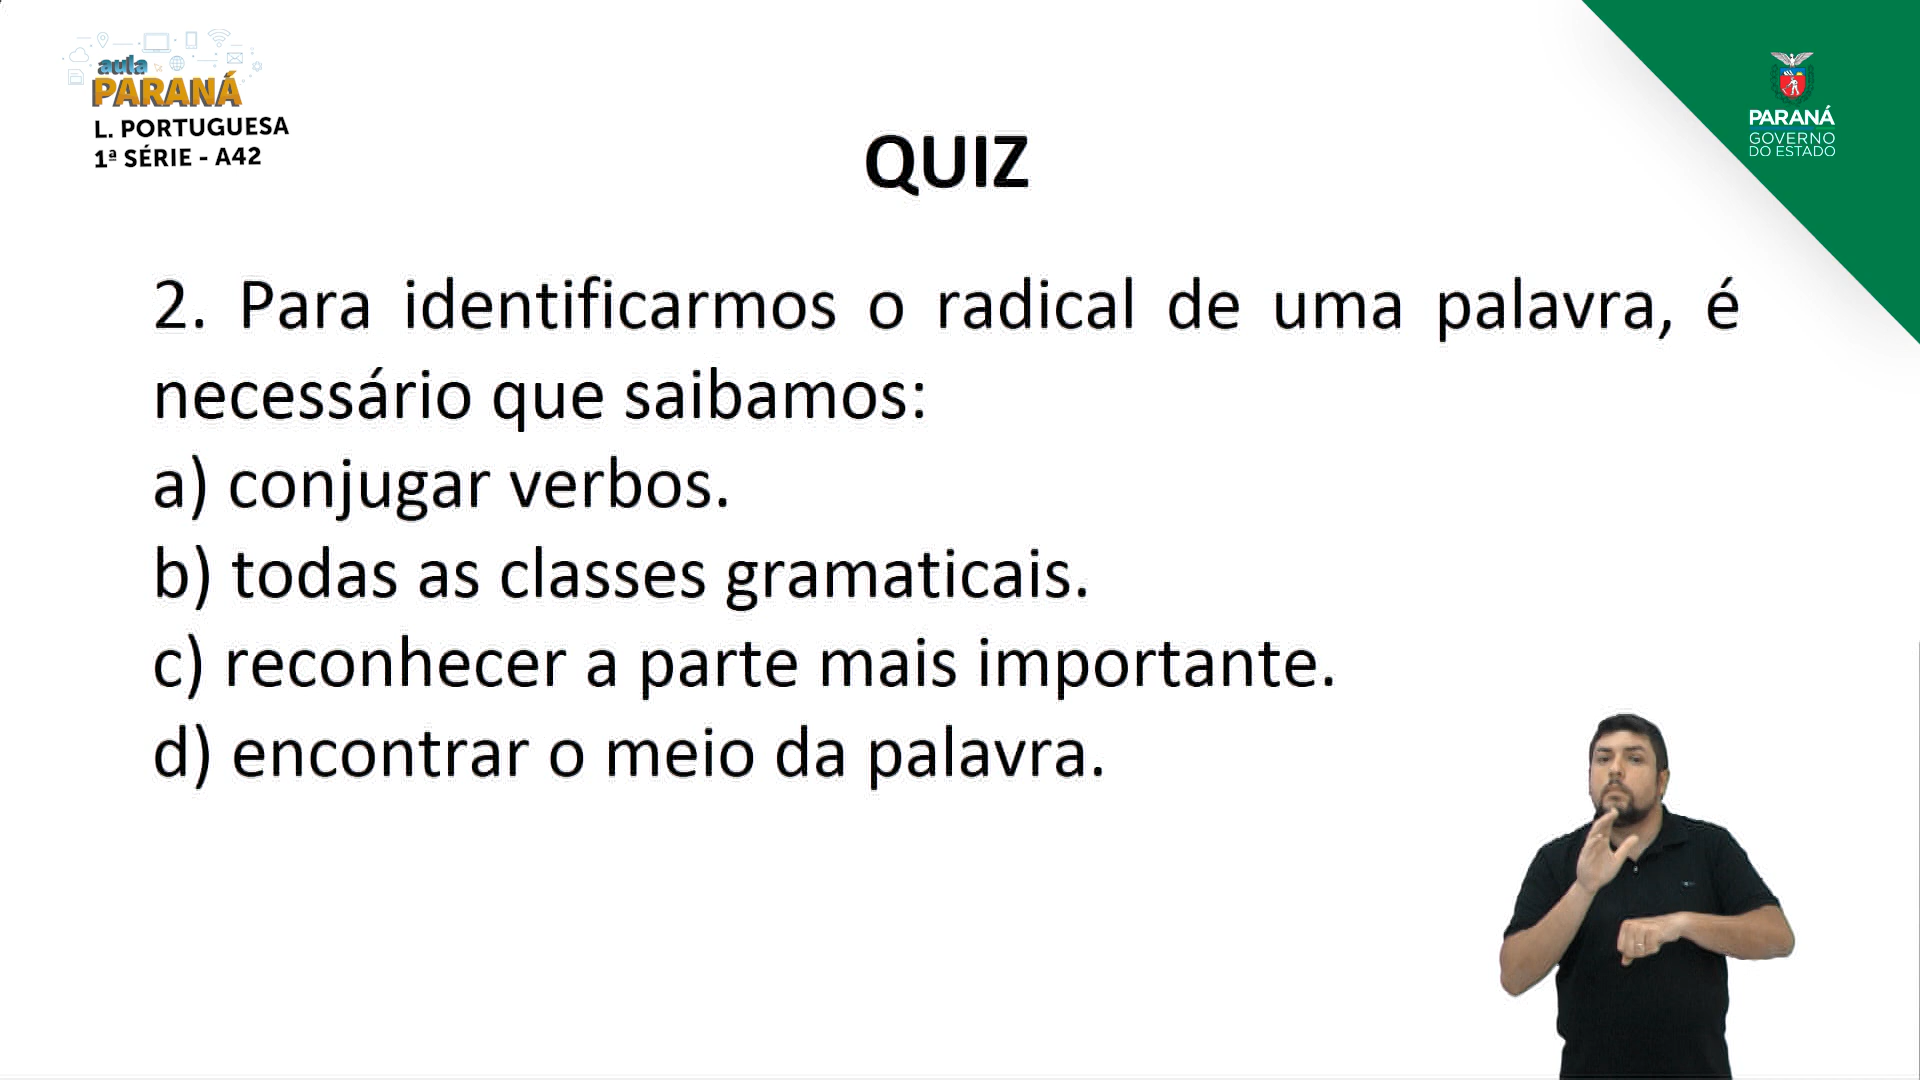 aula
PARANÁ
L. PORTUGUESA
1ª SÉRIE - A42
PARANÁ
GOVERNO
DO ESTADO
QUIZ
2. Para identificarmos o radical de uma palavra, é
necessário que saibamos:
a) conjugar verbos.
b) todas as classes gramaticais.
c) reconhecer a parte mais importante.
d) encontrar o meio da palavra.